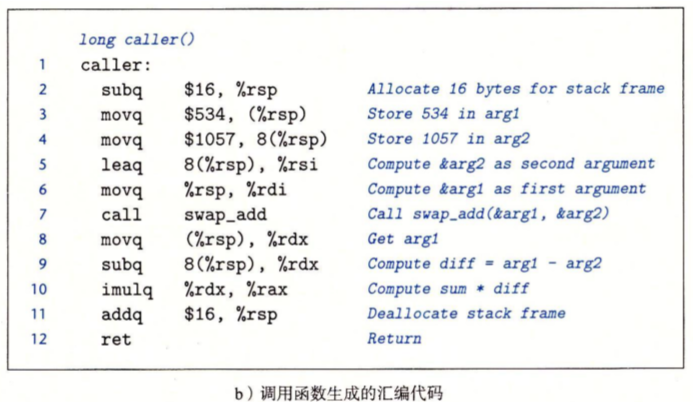 long caller()
1 caller:
2 subq $16, %rsp Allocate 16 bytes for stack frame
3 movq $534, (%rsp) Store 534 in arg1
4 movq $1057, 8(%rsp) Store 1057 in arg2
5 leaq 8(%rsp), %rsi Compute &arg2 as second argument
6 movq %rsp, %rdi Compute &arg1 as first argument
7 call swap_add Call swap_add(&arg1, &arg2)
8 movq (%rsp), %rdx Get arg1
9 subq 8(%rsp), %rdx Compute diff = arg1 - arg2
10 imulq %rdx, %rax Compute sum * diff
11 addq $16, %rsp Deallocate stack frame
12 ret Return
b）调用函数生成的汇编代码